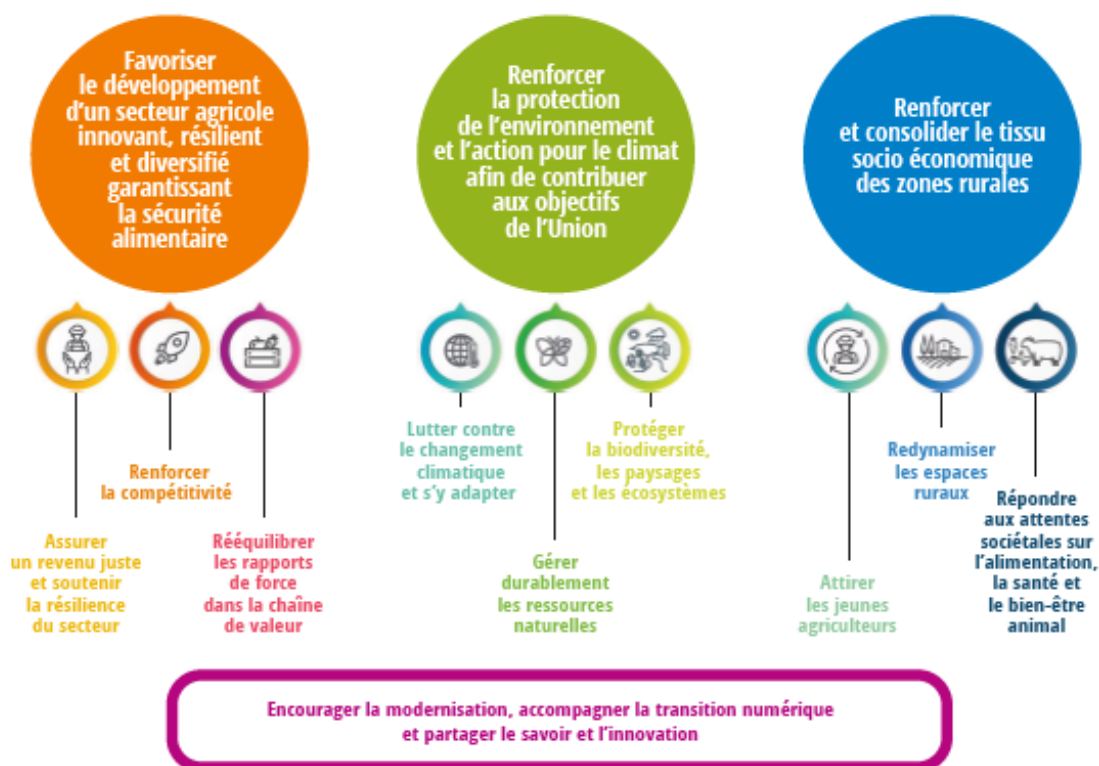 Favoriser
le développement
d'un secteur agricole
innovant, résilient
et diversifié
garantissant
la sécurité
alimentaire
Renforcer
la protection
de l'environnement
et l'action pour le climat
afin de contribuer
aux objectifs
de l'Union
Renforcer
et consolider le tissu
socio économique
des zones rurales
Assurer
un revenu juste
et soutenir
la résilience
du secteur
Renforcer
la compétitivité
Rééquilibrer
les rapports
de force
dans la chaîne
de valeur
Lutter contre
le changement
climatique
et s'y adapter
Gérer
durablement
les ressources
naturelles
Protéger
la biodiversité,
les paysages
et les écosystèmes
Attirer
les jeunes
agriculteurs
Redynamiser
les espaces
ruraux
Répondre
aux attentes
sociétales sur
l'alimentation,
la santé et
le bien-être
animal
Encourager la modernisation, accompagner la transition numérique
et partager le savoir et l'innovation